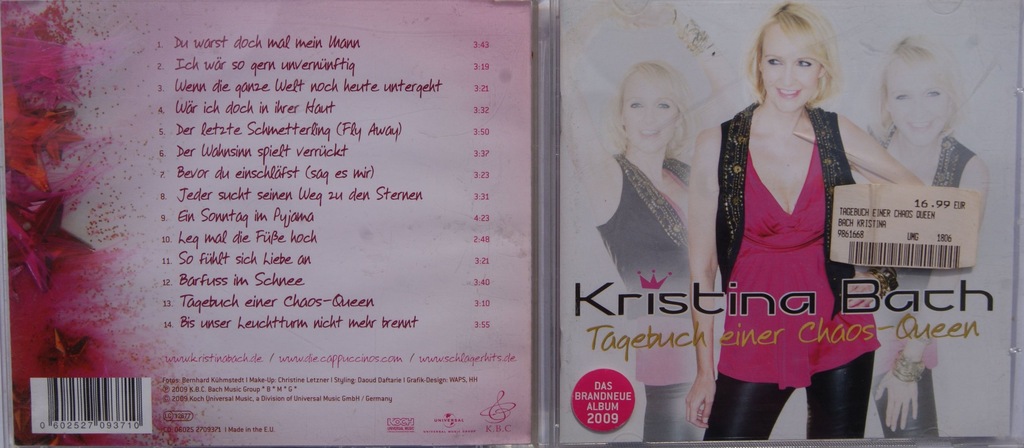 1. Du warst doch mal mein Mann 3:43
2. Ich wär so gern unvernünftig 3:19
3. Wenn die ganze Welt noch heute untergeht 3:21
4. Wär ich doch in ihrer Haut 3:32
5. Der letzte Schmetterling (Fly Away) 3:50
6. Der Wahnsinn spielt verrückt 3:37
7. Bevor du einschläfst (sag es mir) 3:23
8. Jeder sucht seinen Weg zu den Sternen 3:31
9. Ein Sonntag im Pyjama 4:23
10. Leg mal die Füße hoch 2:48
11. So fühlt sich Liebe an 3:21
12. Barfuss im Schnee 3:40
13. Tagebuch einer Chaos-Queen 3:10
14. Bis unser Leuchtturm nicht mehr brennt 3:55
www.kristinabach.de / www.die-cappuccinos.com / www.schlagerhits.de
Fotos: Bernhard Kühmstedt I Make-Up: Christine Letzner I Styling: Daoud Daftarie I Grafik-Design: WAPS, HH
℗ 2009 K.B.C. Bach Music Group * B * M * G *
© 2009 Koch Universal Music, a Division of Universal Music GmbH / Germany
CD: 06025 2709371 I Made in the E.U.
0 602527 093710
UNIVERSAL
K.B.C
16.99 EUR
TAGEBUCH EINER CHAOS QUEEN
BACH KRISTINA
9861668 UMG 1806
Kristina Bach
Tagebuch einer Chaos-Queen
DAS
BRANDNEUE
ALBUM
2009